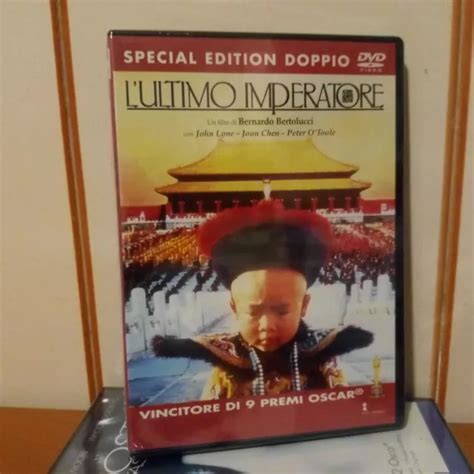 SPECIAL EDITION DOPPIO DVD
VIDEO
L'ULTIMO IMPERATORE
Un film di Bernardo Bertolucci
con John Lone - Joan Chen - Peter O'Toole
VINCITORE DI 9 PREMI OSCAR®